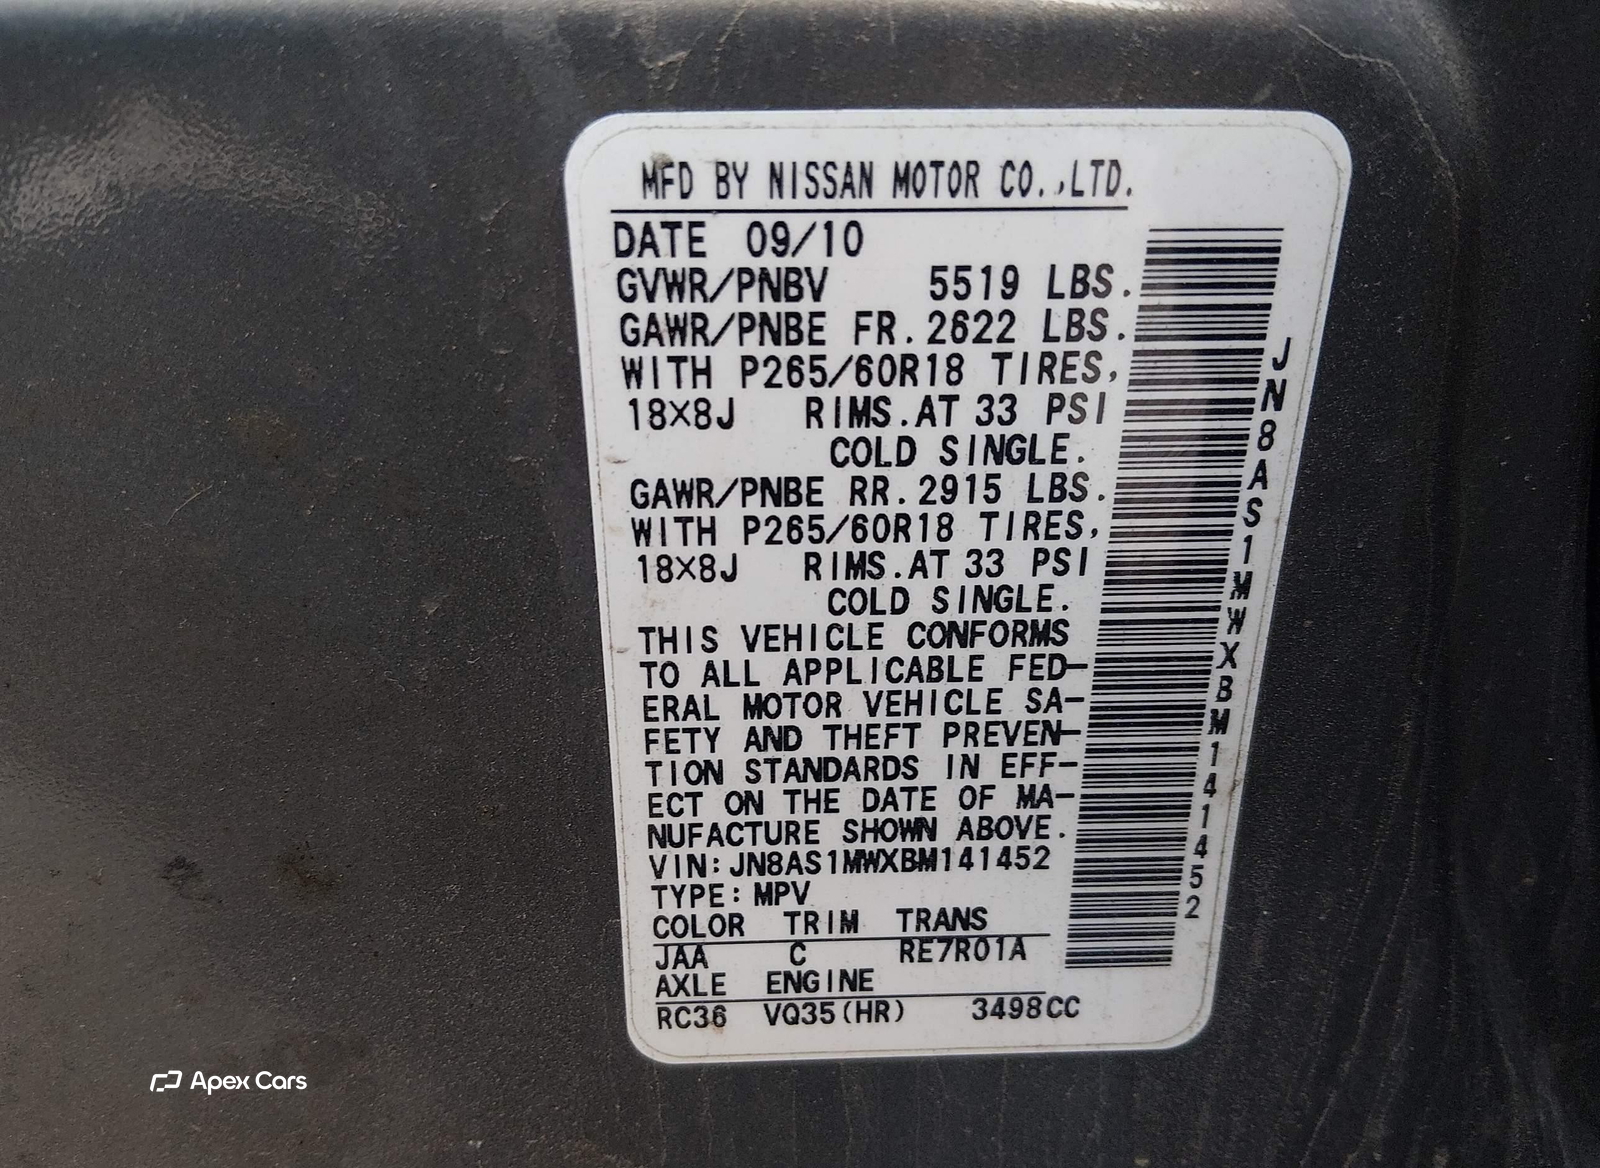 MFD BY NISSAN MOTOR CO.,LTD.
DATE 09/10
GVWR/PNBV 5519 LBS.
GAWR/PNBE FR.2622 LBS.
WITH P265/60R18 TIRES,
18×8J RIMS.AT 33 PSI
COLD SINGLE.
GAWR/PNBE RR.2915 LBS.
WITH P265/60R18 TIRES,
18×8J RIMS.AT 33 PSI
COLD SINGLE.
THIS VEHICLE CONFORMS
TO ALL APPLICABLE FED-
ERAL MOTOR VEHICLE SA-
FETY AND THEFT PREVEN-
TION STANDARDS IN EFF-
ECT ON THE DATE OF MA-
NUFACTURE SHOWN ABOVE.
VIN:JN8AS1MWXBM141452
TYPE:MPV
COLOR TRIM TRANS
JAA C RE7R01A
AXLE ENGINE
RC36 VQ35(HR) 3498CC
JN8AS1MWXBM141452
Apex Cars